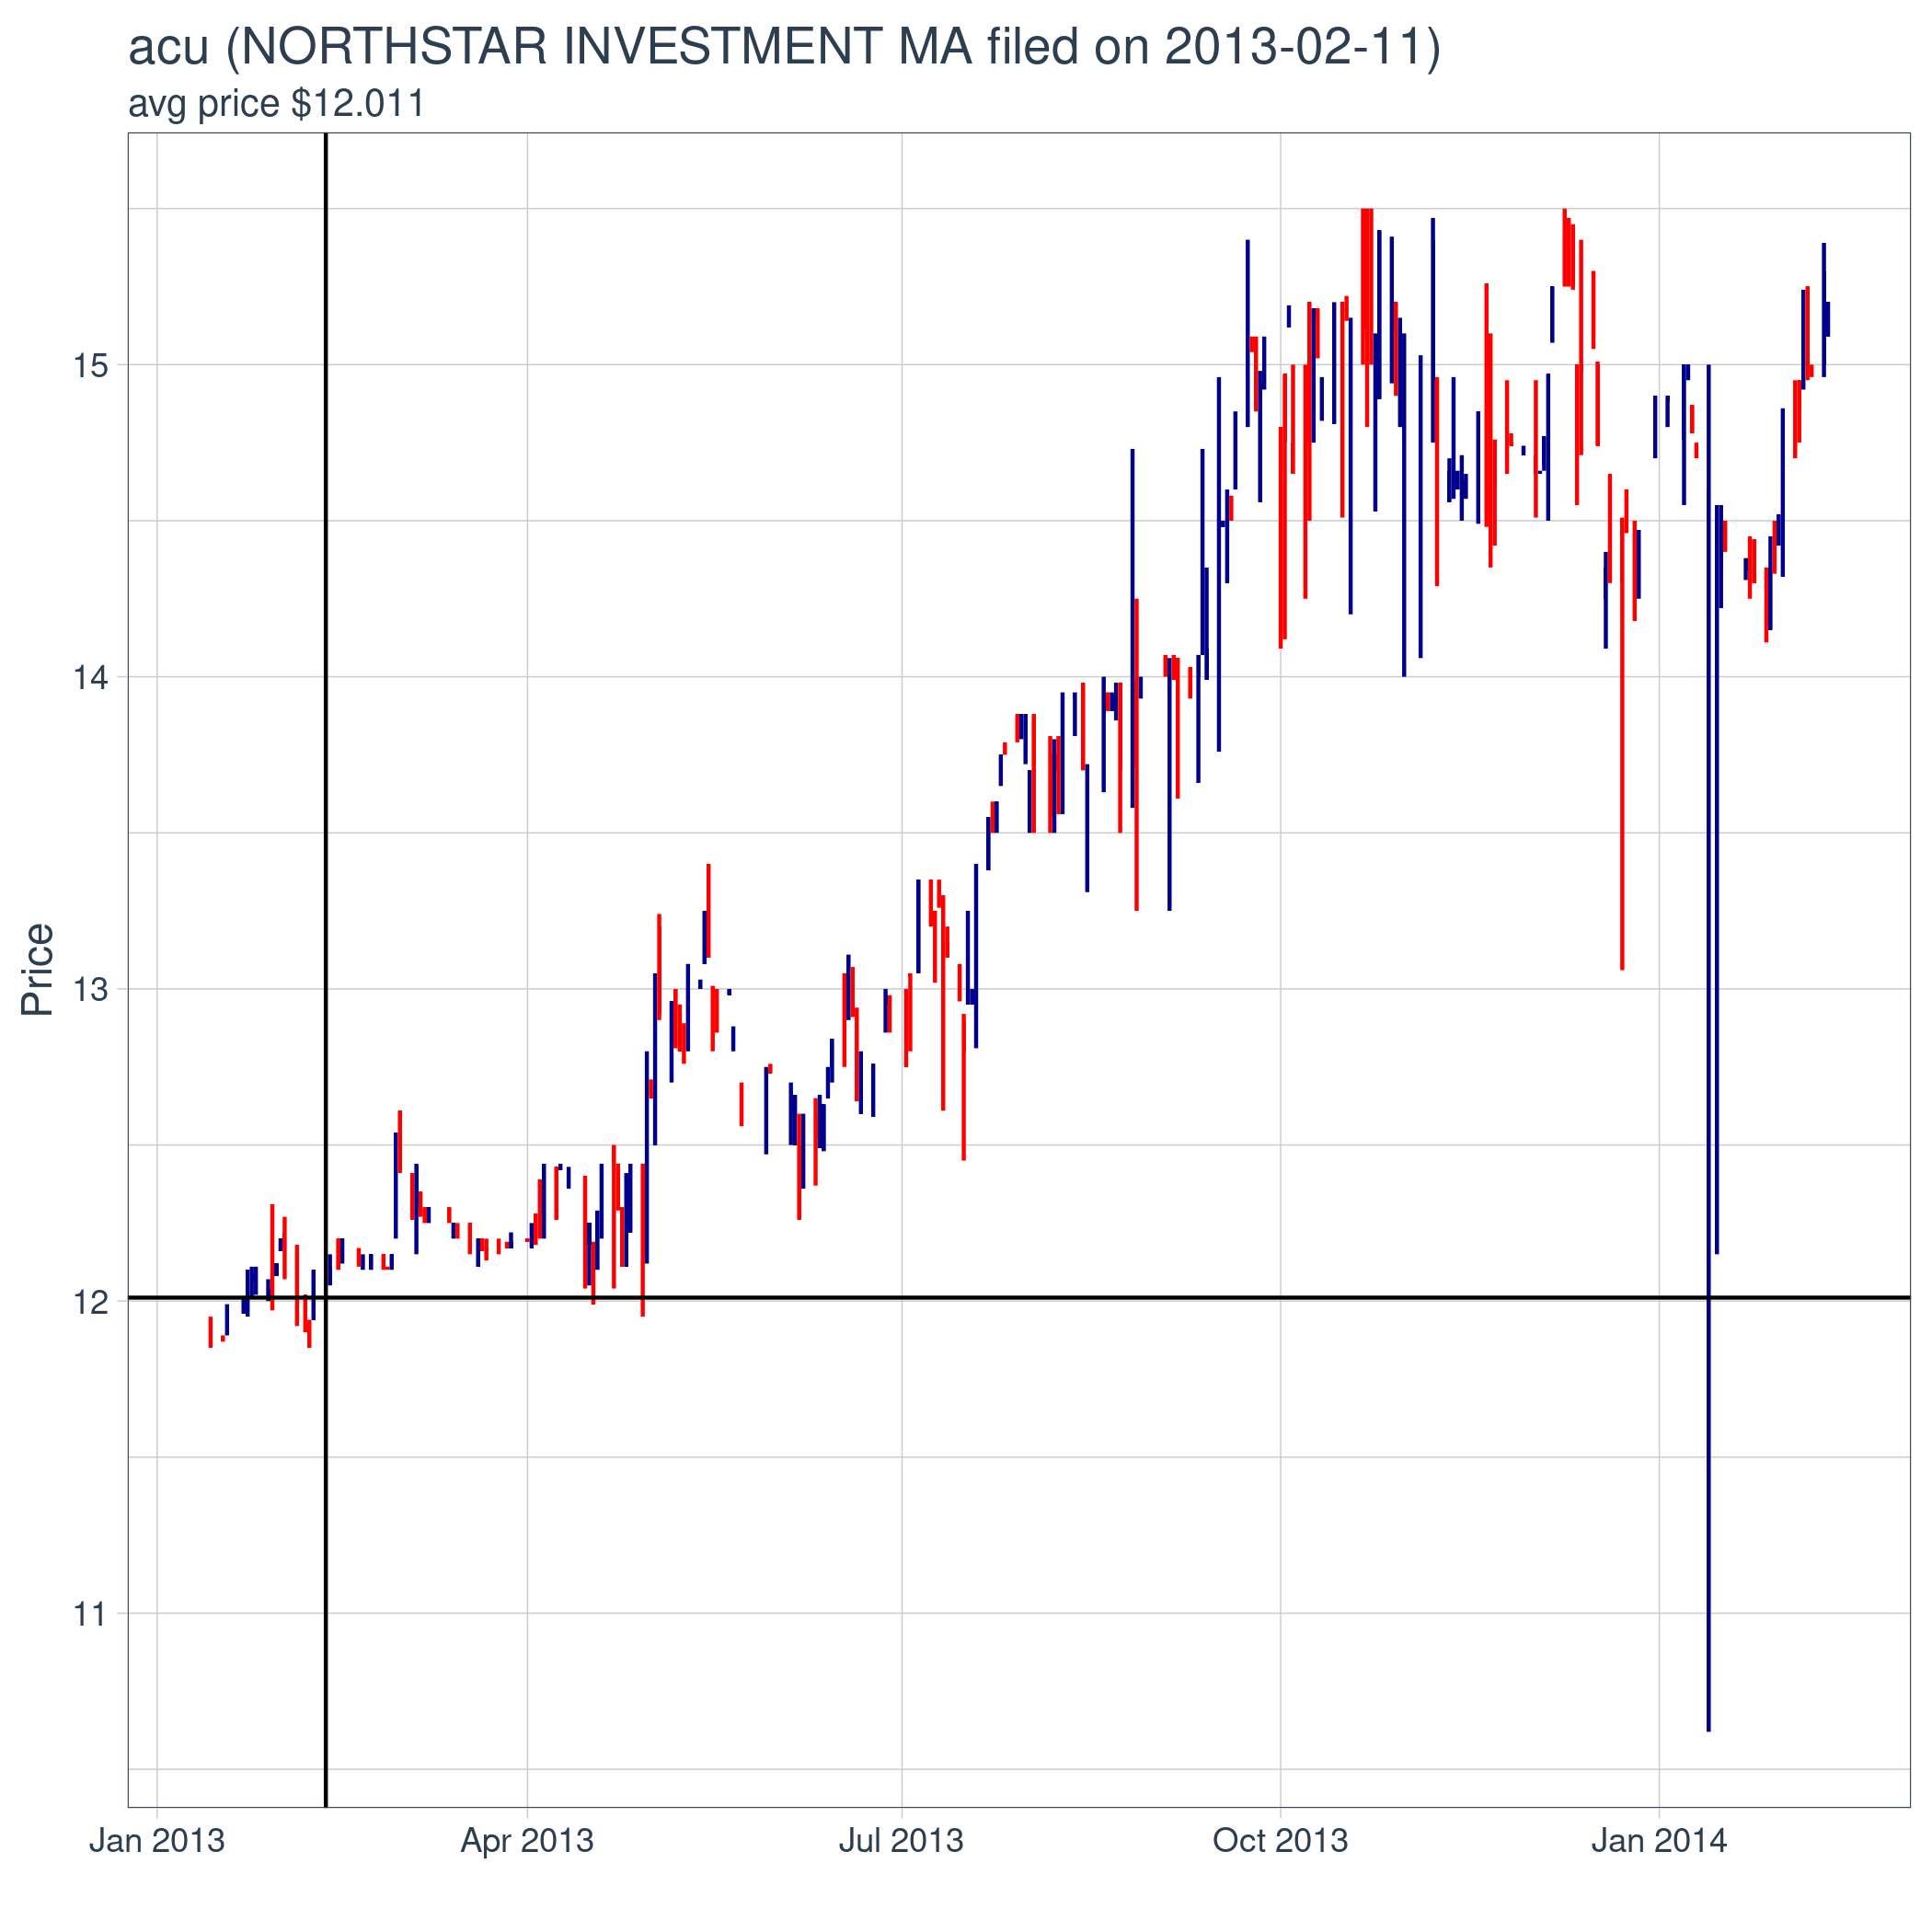 acu (NORTHSTAR INVESTMENT MA filed on 2013-02-11)
avg price $12.011
Price
15
14
13
12
11
Jan 2013
Apr 2013
Jul 2013
Oct 2013
Jan 2014